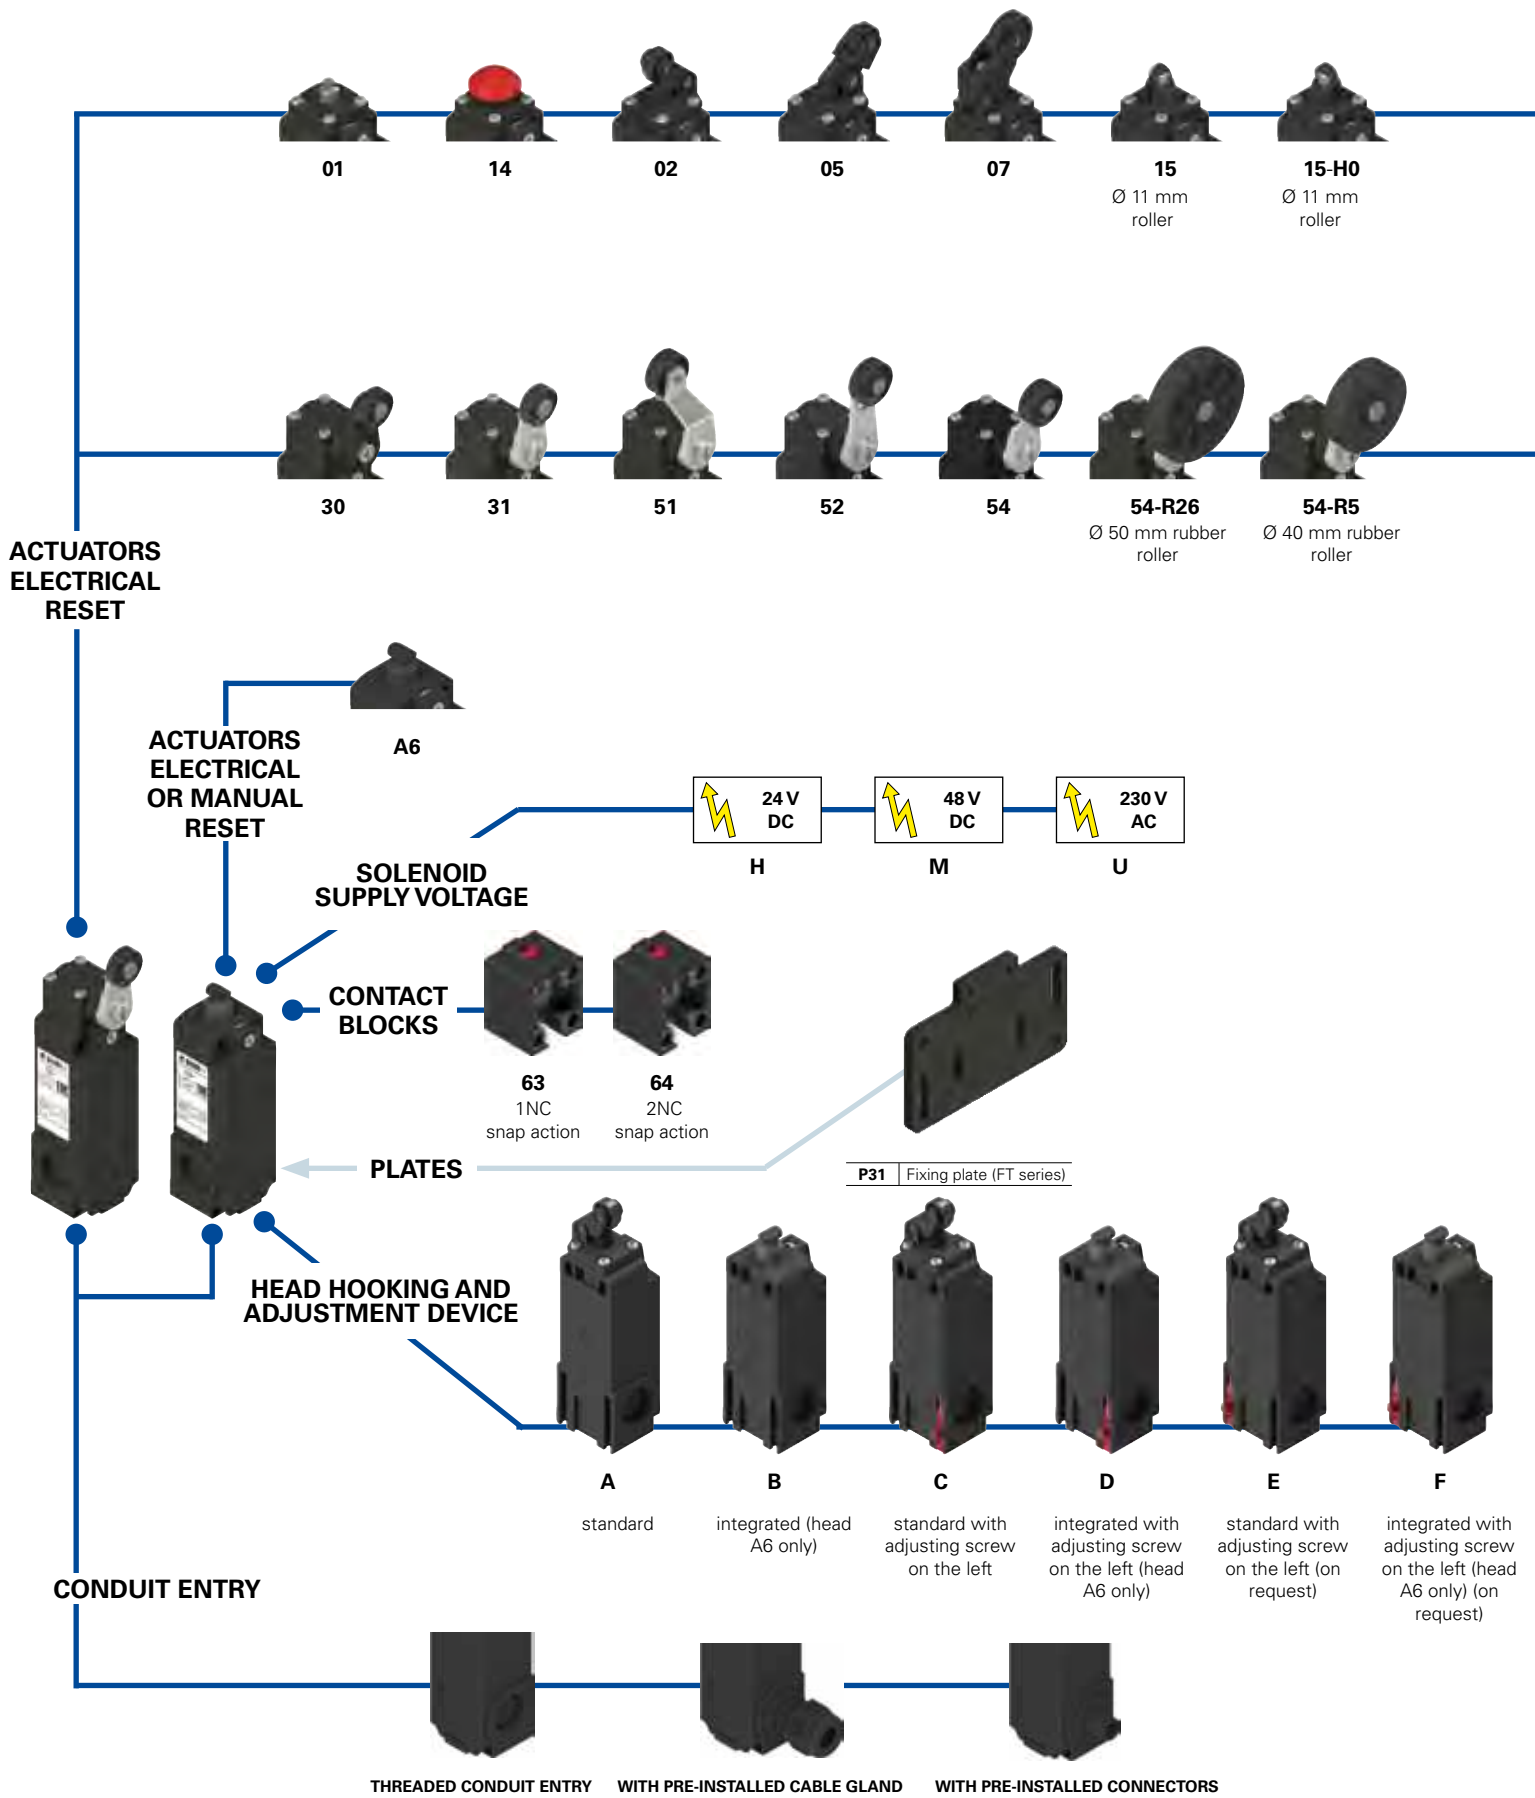 01 14 02 05 07 15 15-H0
Ø 11 mm Ø 11 mm
roller roller
30 31 51 52 54 54-R26 54-R5
Ø 50 mm rubber Ø 40 mm rubber
roller roller
ACTUATORS
ELECTRICAL
RESET
A6
ACTUATORS
ELECTRICAL
OR MANUAL
RESET
24 V 48 V 230 V
DC DC AC
H M U
SOLENOID
SUPPLY VOLTAGE
CONTACT
BLOCKS
63 64
1NC 2NC
snap action snap action
PLATES
P31 Fixing plate (FT series)
HEAD HOOKING AND
ADJUSTMENT DEVICE
A B C D E F
standard
integrated (head
A6 only)
standard with
adjusting screw
on the left
integrated with
adjusting screw
on the left (head
A6 only)
standard with
adjusting screw
on the left (on
request)
integrated with
adjusting screw
on the left (head
A6 only) (on
request)
CONDUIT ENTRY
THREADED CONDUIT ENTRY WITH PRE-INSTALLED CABLE GLAND WITH PRE-INSTALLED CONNECTORS